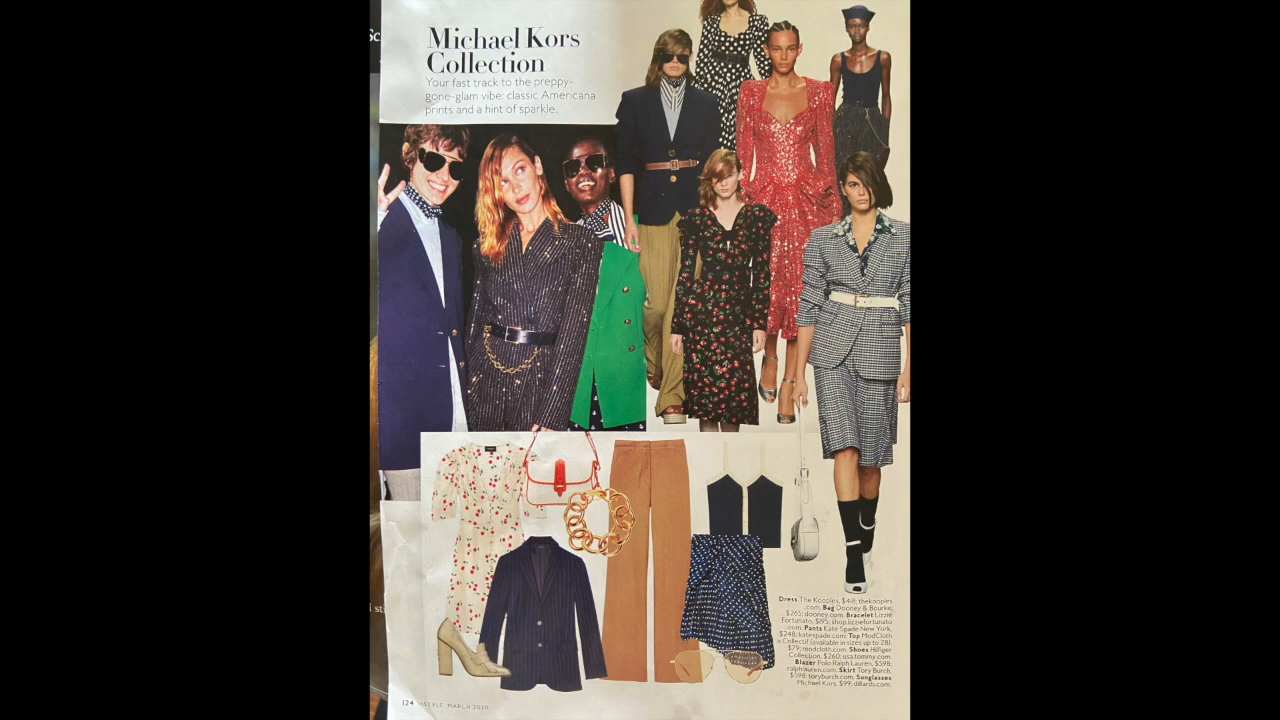 Michael Kors
Collection
Your fast track to the preppy-
gone-glam vibe: classic Americana
prints and a hint of sparkle.
Dress The Kooples, $418; thekooples
.com. Bag Dooney & Bourke,
$265; dooney.com. Bracelet Lizzie
Fortunato, $195; shop.lizziefortunato
.com. Pants Kate Spade New York,
$248; katespade.com. Top ModCloth
x Collectif (available in sizes up to 28),
$79; modcloth.com. Shoes Hilfiger
Collection, $260; usa.tommy.com.
Blazer Polo Ralph Lauren, $598;
ralphlauren.com. Skirt Tory Burch,
$598; toryburch.com. Sunglasses
Michael Kors, $99; dillards.com.
124 InSTYLE MARCH 2020